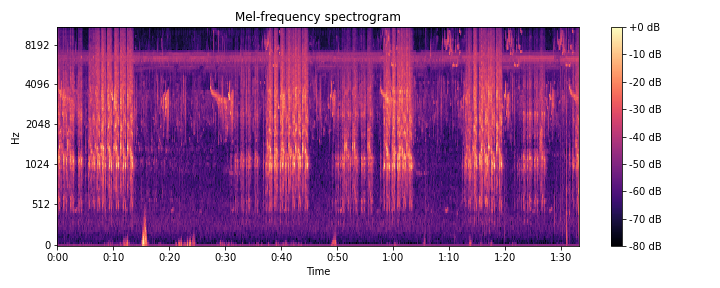 Mel-frequency spectrogram
8192
4096
2048
1024
512
0
Hz
0:00 0:10 0:20 0:30 0:40 0:50 1:00 1:10 1:20 1:30
Time
+0 dB
-10 dB
-20 dB
-30 dB
-40 dB
-50 dB
-60 dB
-70 dB
-80 dB